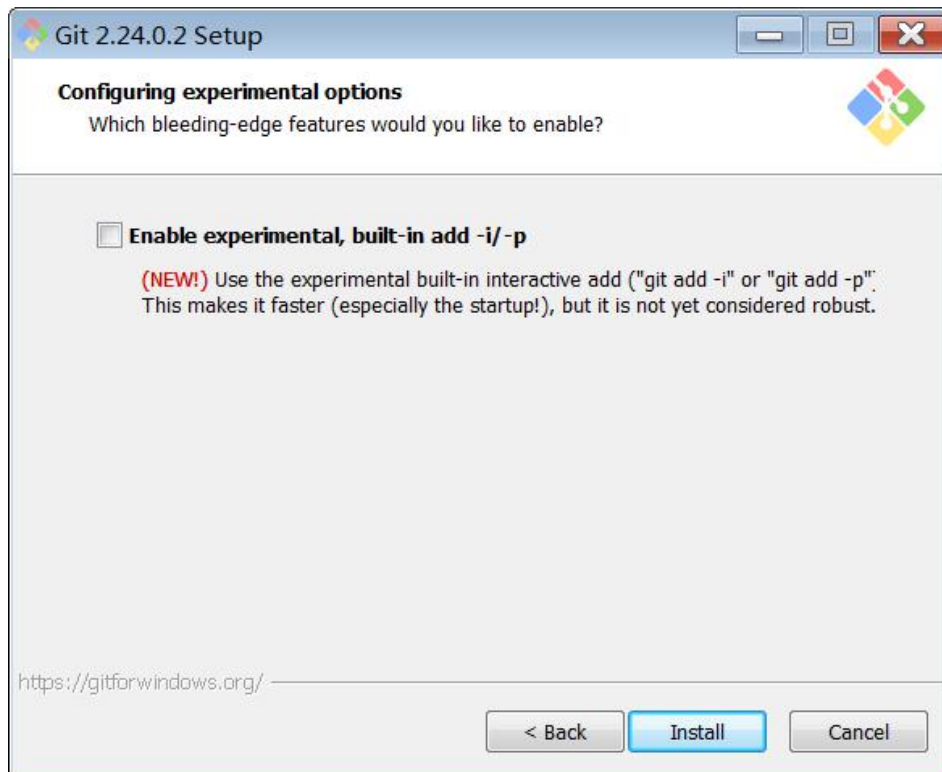 Git 2.24.0.2 Setup
Configuring experimental options
Which bleeding-edge features would you like to enable?
Enable experimental, built-in add -i/-p
(NEW!) Use the experimental built-in interactive add ("git add -i" or "git add -p"
This makes it faster (especially the startup!), but it is not yet considered robust.
https://gitforwindows.org/
< Back Install Cancel